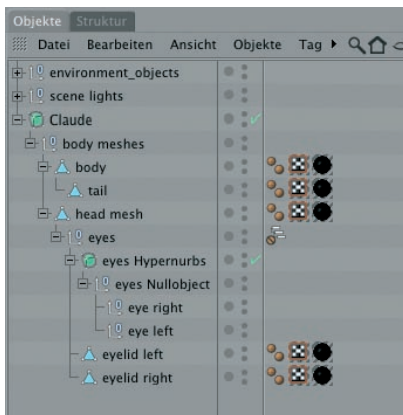 Objekte Struktur
Datei Bearbeiten Ansicht Objekte Tag
environment_objects
scene lights
Claude
body meshes
body
tail
head mesh
eyes
eyes Hypernurbs
eyes Nullobject
eye right
eye left
eyelid left
eyelid right